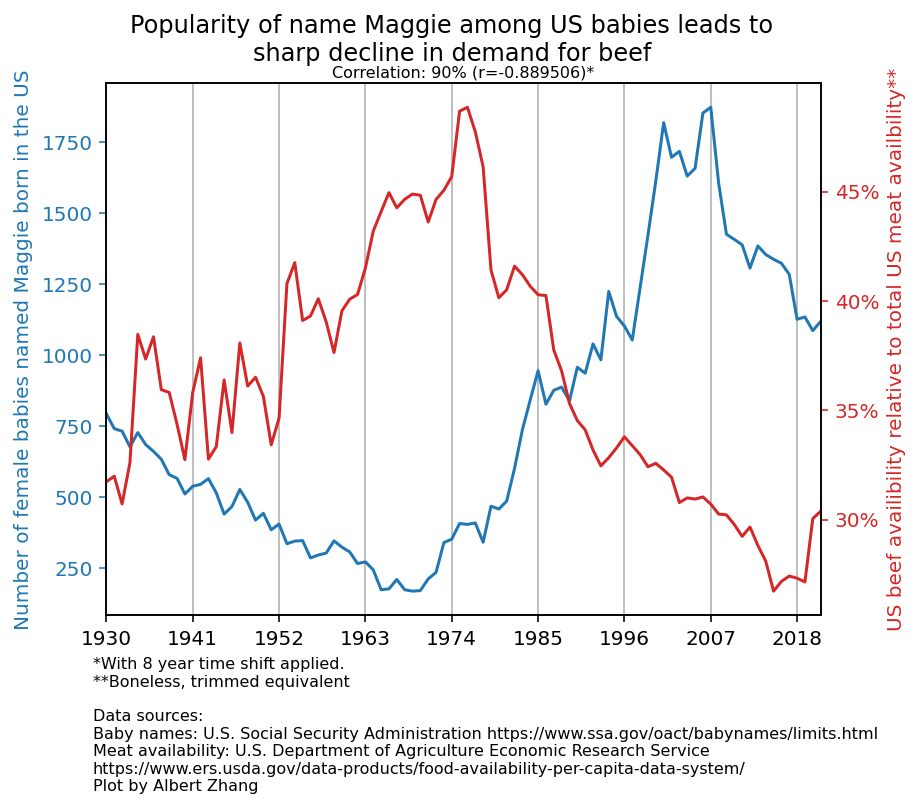 Popularity of name Maggie among US babies leads to
sharp decline in demand for beef
Correlation: 90% (r=-0.889506)*
Number of female babies named Maggie born in the US
1750
1500
1250
1000
750
500
250
US beef availibility relative to total US meat availbility**
45%
40%
35%
30%
1930 1941 1952 1963 1974 1985 1996 2007 2018
*With 8 year time shift applied.
**Boneless, trimmed equivalent
Data sources:
Baby names: U.S. Social Security Administration https://www.ssa.gov/oact/babynames/limits.html
Meat availability: U.S. Department of Agriculture Economic Research Service
https://www.ers.usda.gov/data-products/food-availability-per-capita-data-system/
Plot by Albert Zhang